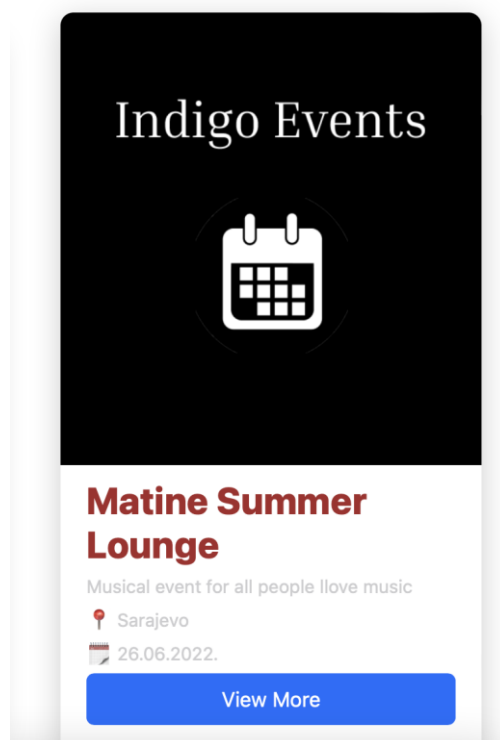 Indigo Events
Matine Summer
Lounge
Musical event for all people llove music
Sarajevo
26.06.2022.
View More